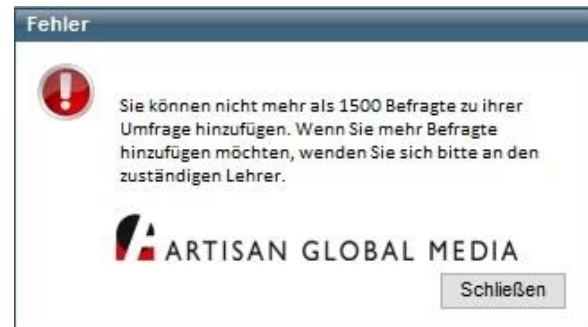 Fehler
Sie können nicht mehr als 1500 Befragte zu ihrer
Umfrage hinzufügen. Wenn Sie mehr Befragte
hinzufügen möchten, wenden Sie sich bitte an den
zuständigen Lehrer.
ARTISAN GLOBAL MEDIA
Schließen